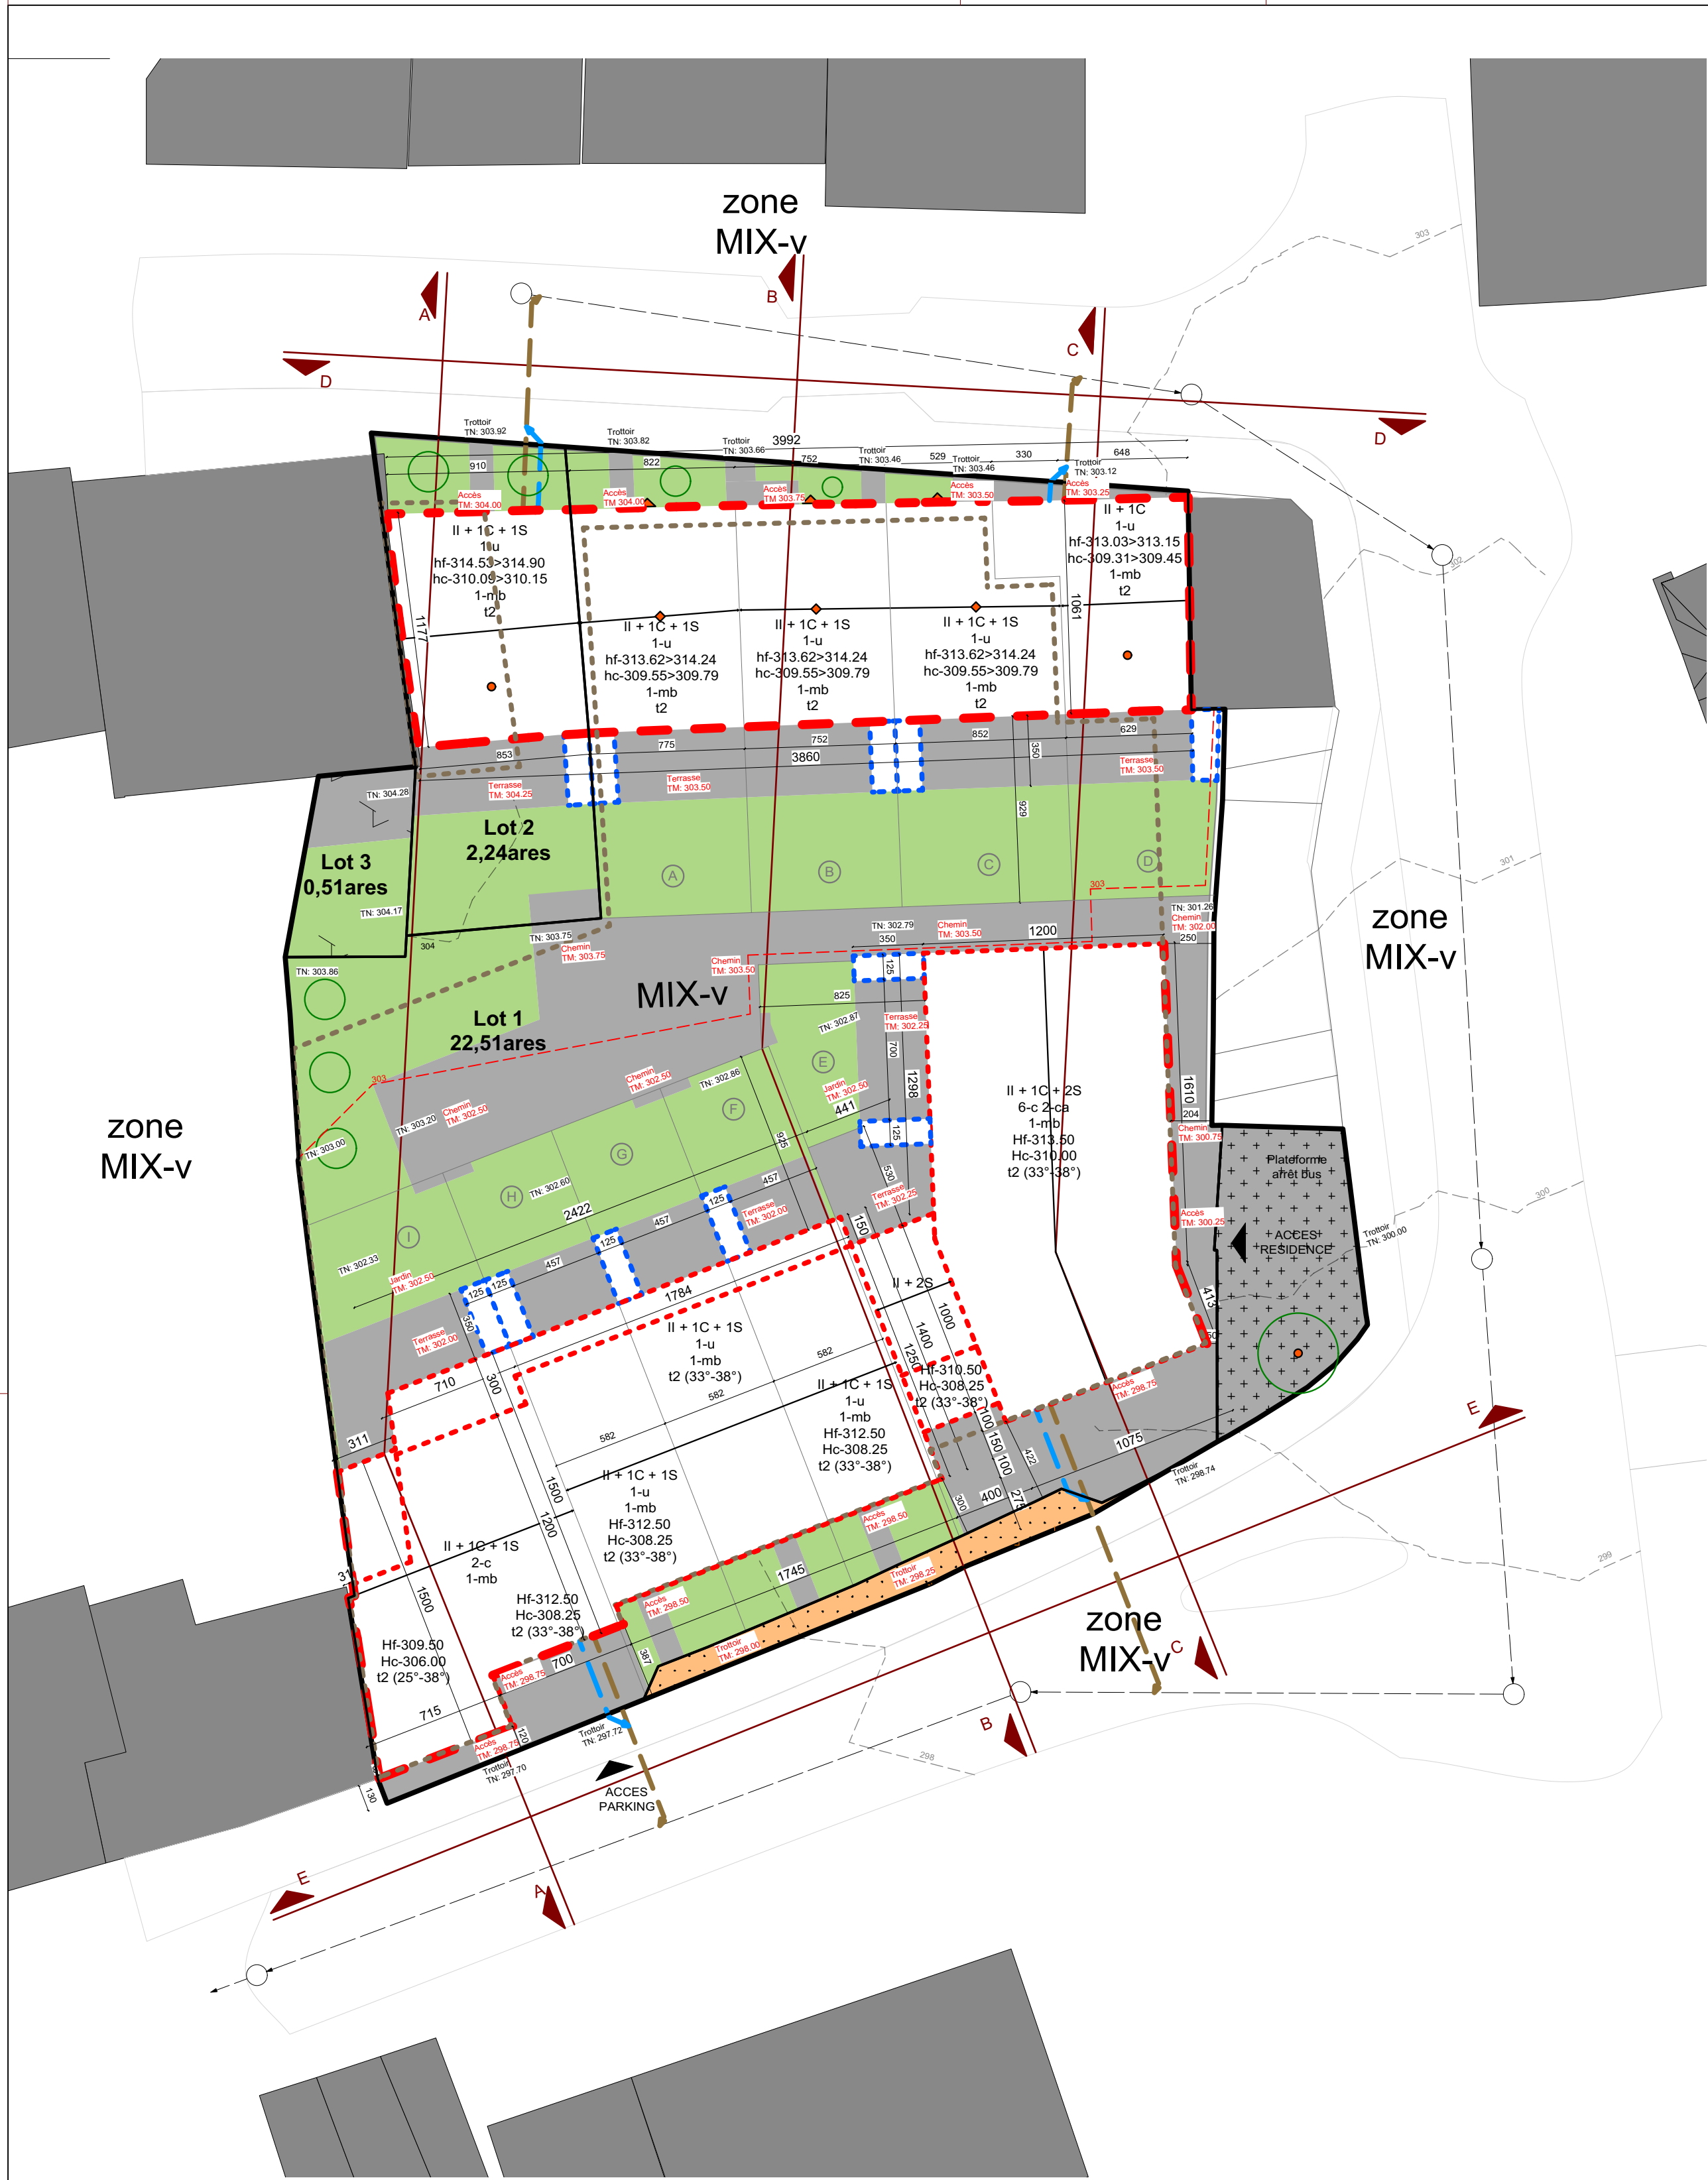 zone
MIX-v
303
A
B
C
D
D
Trottoir
TN: 303.92
Trottoir
TN: 303.82
Trottoir
TN: 303.66
3992
Trottoir
TN: 303.46
Trottoir
TN: 303.46
Trottoir
TN: 303.12
910
822
752
529
330
648
Accès
TM: 304.00
Accès
TM 304.00
Accès
TM 303.75
Accès
TM: 303.50
Accès
TM: 303.25
II + 1C + 1S
1-u
hf-314.53>314.90
hc-310.09>310.15
1-mb
t2
II + 1C
1-u
hf-313.03>313.15
hc-309.31>309.45
1-mb
t2
302
1177
1061
II + 1C + 1S
1-u
hf-313.62>314.24
hc-309.55>309.79
1-mb
t2
II + 1C + 1S
1-u
hf-313.62>314.24
hc-309.55>309.79
1-mb
t2
II + 1C + 1S
1-u
hf-313.62>314.24
hc-309.55>309.79
1-mb
t2
853
775
752
852
629
3860
350
Terrasse
TM: 304.25
Terrasse
TM: 303.50
Terrasse
TM: 303.50
TN: 304.28
929
Lot 2
2,24ares
Lot 3
0,51ares
A
B
C
D
303
301
TN: 304.17
304
TN: 303.75
Chemin
TM: 303.75
TN: 302.79
350
Chemin
TM: 303.50
1200
TN: 301.26
Chemin
TM: 302.00
250
zone
MIX-v
TN: 303.86
Chemin
TM: 303.50
MIX-v
125
825
Lot 1
22,51ares
TN: 302.87
Terrasse
TM: 302.25
700
E
1298
303
Chemin
TM: 302.50
TN: 302.86
Jardin
TM: 302.50
441
II + 1C + 2S
6-c 2-ca
1-mb
Hf-313.50
Hc-310.00
t2 (33°-38°)
1610
204
Chemin
TM: 300.75
zone
MIX-v
TN: 303.00
TN: 303.20
Chemin
TM: 302.50
F
925
125
G
H
I
TN: 302.60
530
Terrasse
TM: 302.25
Plateforme
arrêt bus
300
Accès
TM: 300.25
ACCES
RESIDENCE
Trottoir
TN: 300.00
2422
457
125
457
125
457
125
125
Terrasse
TM: 302.00
150
TN: 302.33
Jardin
TM: 302.50
350
1784
II + 2S
1000
413
Terrasse
TM: 302.00
II + 1C + 1S
1-u
1-mb
t2 (33°-38°)
582
1400
1250
710
300
582
582
II + 1C + 1S
1-u
1-mb
Hf-312.50
Hc-308.25
t2 (33°-38°)
Hf-310.50
Hc-308.25
t2 (33°-38°)
Accès
TM: 298.75
311
100
150
100
422
1075
E
Trottoir
TN: 298.74
II + 1C + 1S
1-u
1-mb
Hf-312.50
Hc-308.25
t2 (33°-38°)
1500
1200
300
400
275
Accès
TM: 298.50
299
II + 1C + 1S
2-c
1-mb
1745
Trottoir
TM: 298.25
31
1500
Hf-312.50
Hc-308.25
t2 (33°-38°)
Accès
TM: 298.50
zone
MIX-v
C
Hf-309.50
Hc-306.00
t2 (25°-38°)
387
Trottoir
TM: 298.00
700
Accès
TM: 298.75
715
120
Accès
TM: 298.75
Trottoir
TN: 297.72
B
298
Trottoir
TN: 297.70
130
ACCES
PARKING
E
A